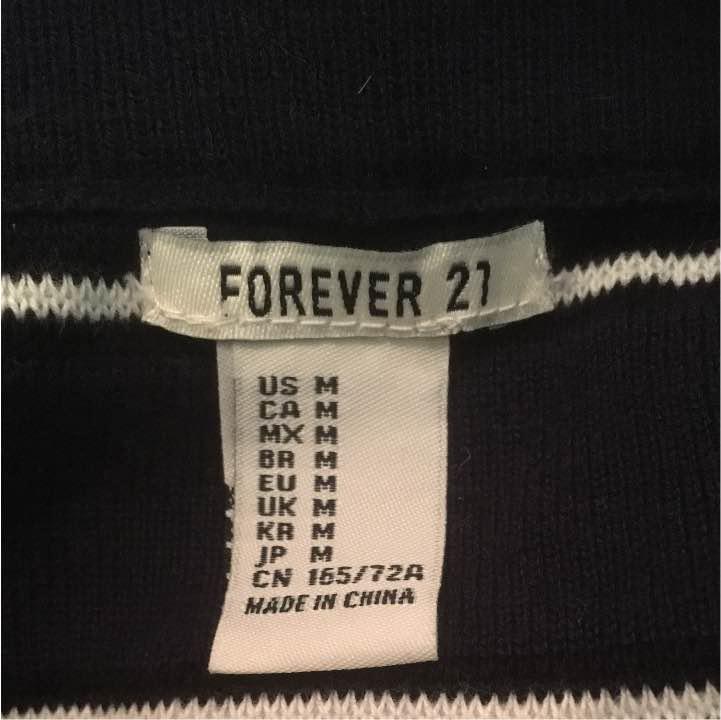 FOREVER 21
US M
CA M
MX M
BR M
EU M
UK M
KR M
JP M
CN 165/72A
MADE IN CHINA